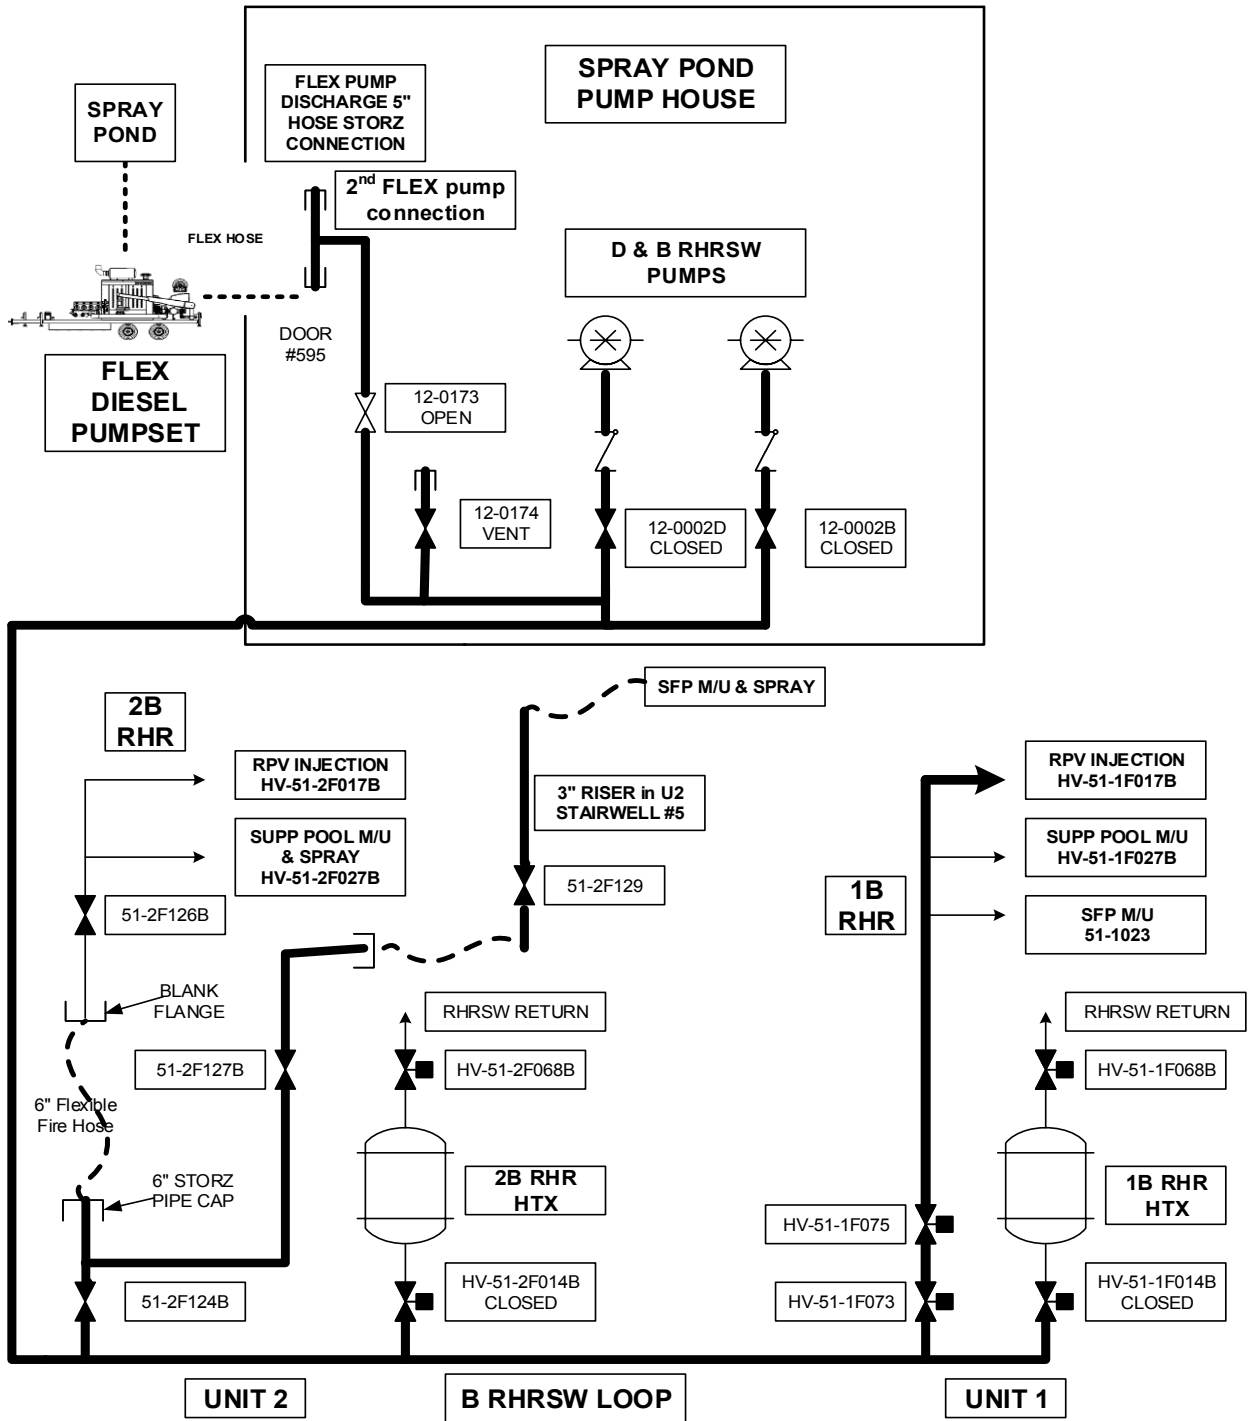 SPRAY POND
PUMP HOUSE
FLEX PUMP
DISCHARGE 5"
HOSE STORZ
CONNECTION
SPRAY
POND
2nd FLEX pump
connection
FLEX HOSE
D & B RHRSW
PUMPS
DOOR
#595
FLEX
DIESEL
PUMPSET
12-0173
OPEN
12-0174
VENT
12-0002D
CLOSED
12-0002B
CLOSED
SFP M/U & SPRAY
2B
RHR
RPV INJECTION
HV-51-2F017B
SUPP POOL M/U
& SPRAY
HV-51-2F027B
3" RISER in U2
STAIRWELL #5
RPV INJECTION
HV-51-1F017B
SUPP POOL M/U
HV-51-1F027B
1B
RHR
SFP M/U
51-1023
51-2F126B
51-2F129
BLANK
FLANGE
RHRSW RETURN
RHRSW RETURN
51-2F127B
HV-51-2F068B
HV-51-1F068B
6" Flexible
Fire Hose
6" STORZ
PIPE CAP
2B RHR
HTX
1B RHR
HTX
HV-51-1F075
51-2F124B
HV-51-2F014B
CLOSED
HV-51-1F073
HV-51-1F014B
CLOSED
UNIT 2
B RHRSW LOOP
UNIT 1